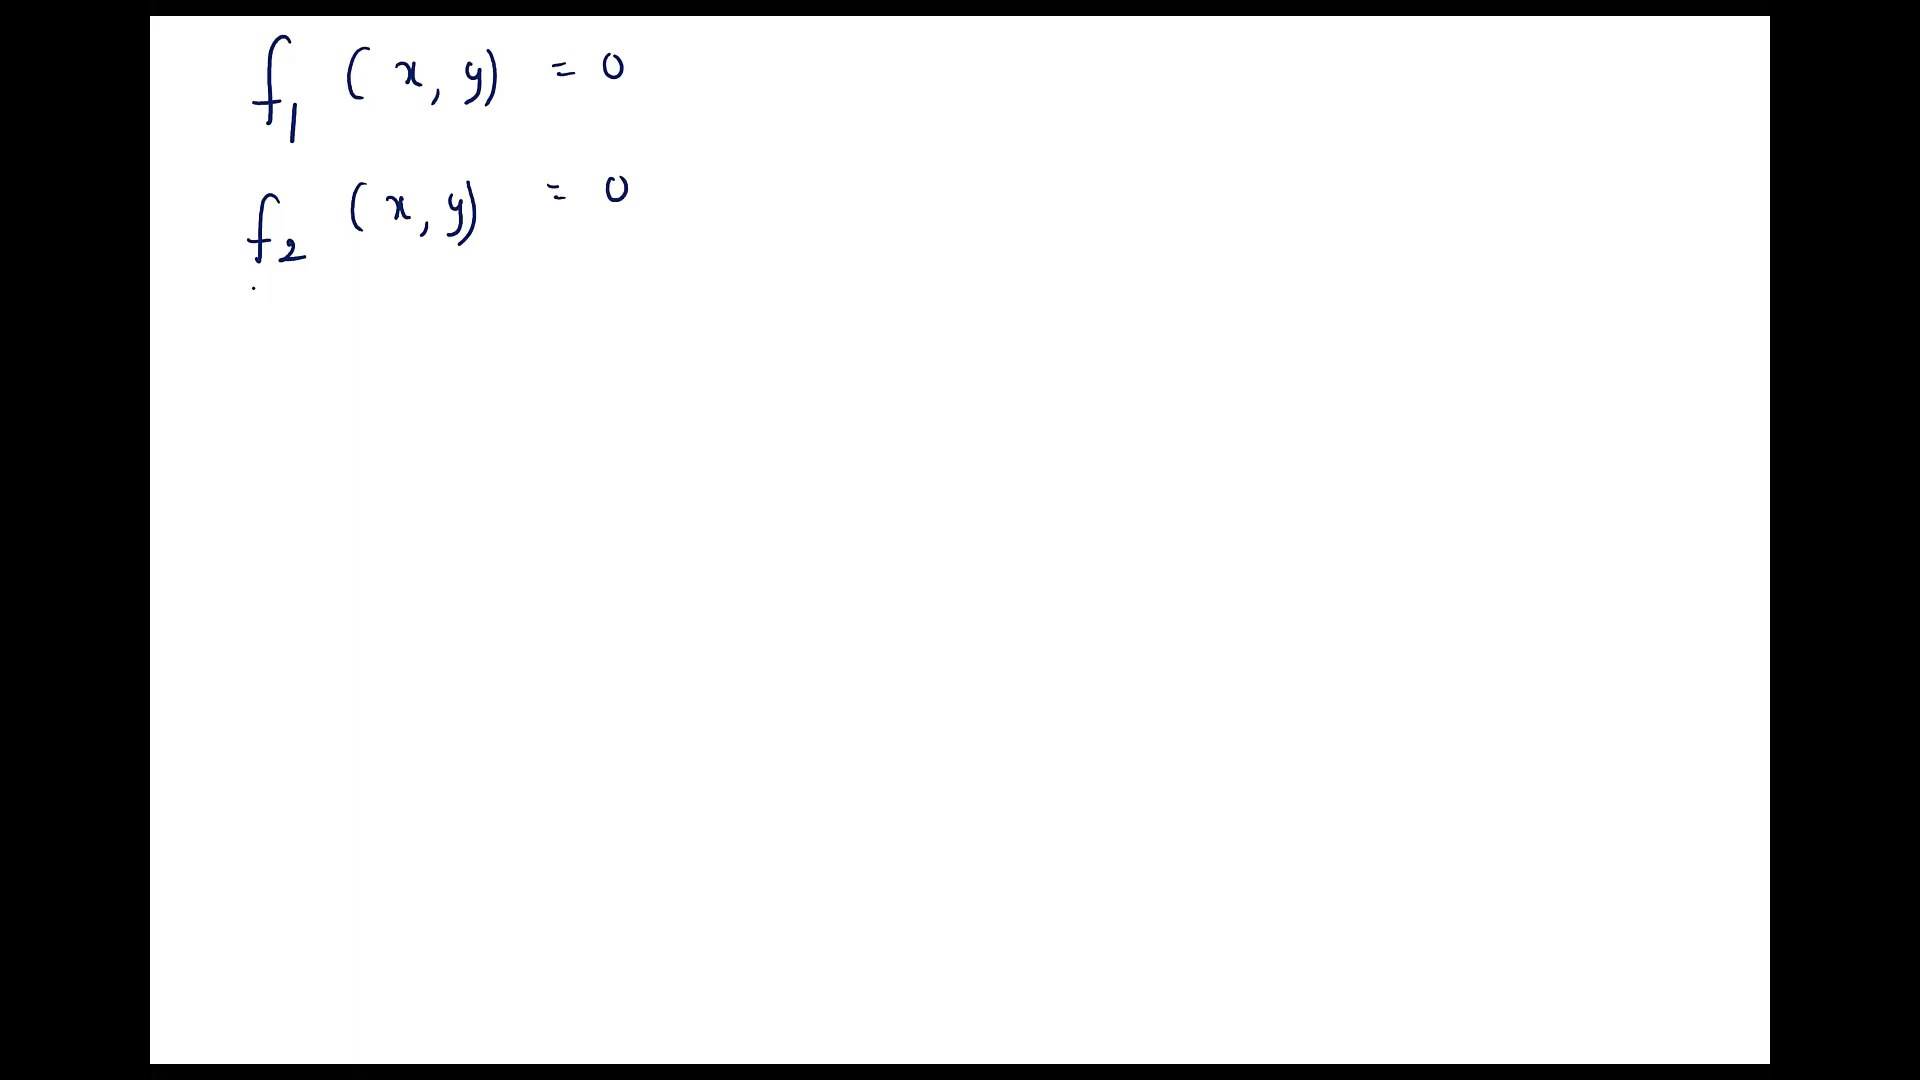 f₁ (x, y) = 0
f₂ (x, y) = 0